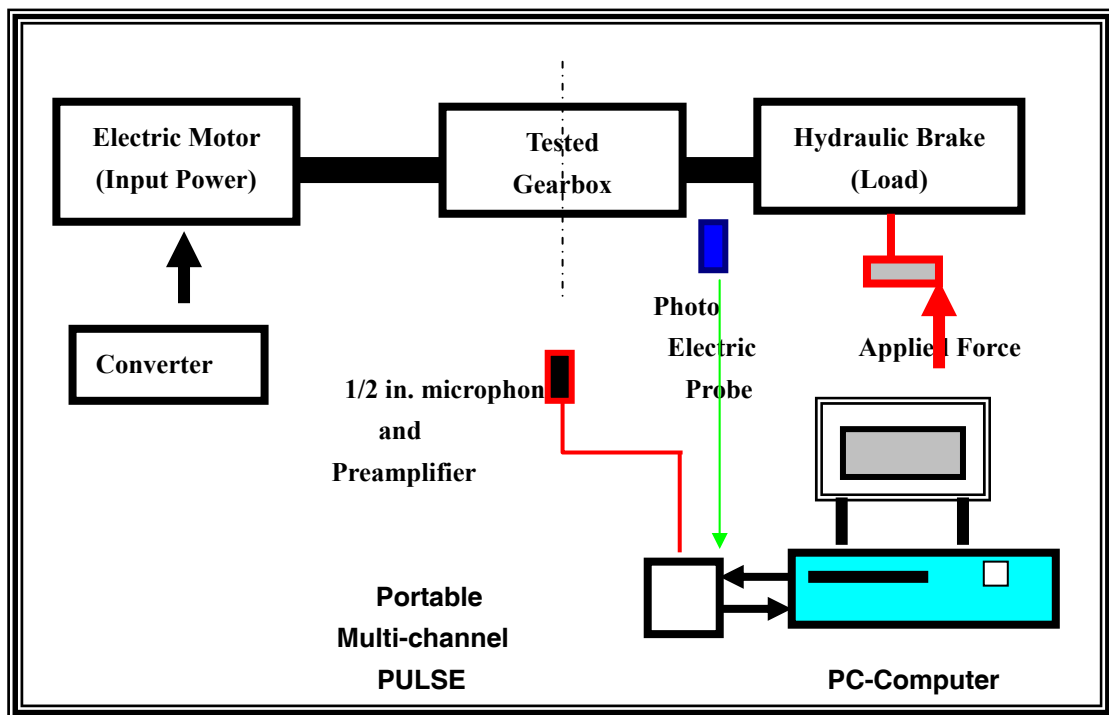 Electric Motor
(Input Power)
Tested
Gearbox
Hydraulic Brake
(Load)
Converter
Photo
Electric
Probe
Applied Force
1/2 in. microphon
and
Preamplifier
Portable
Multi-channel
PULSE
PC-Computer